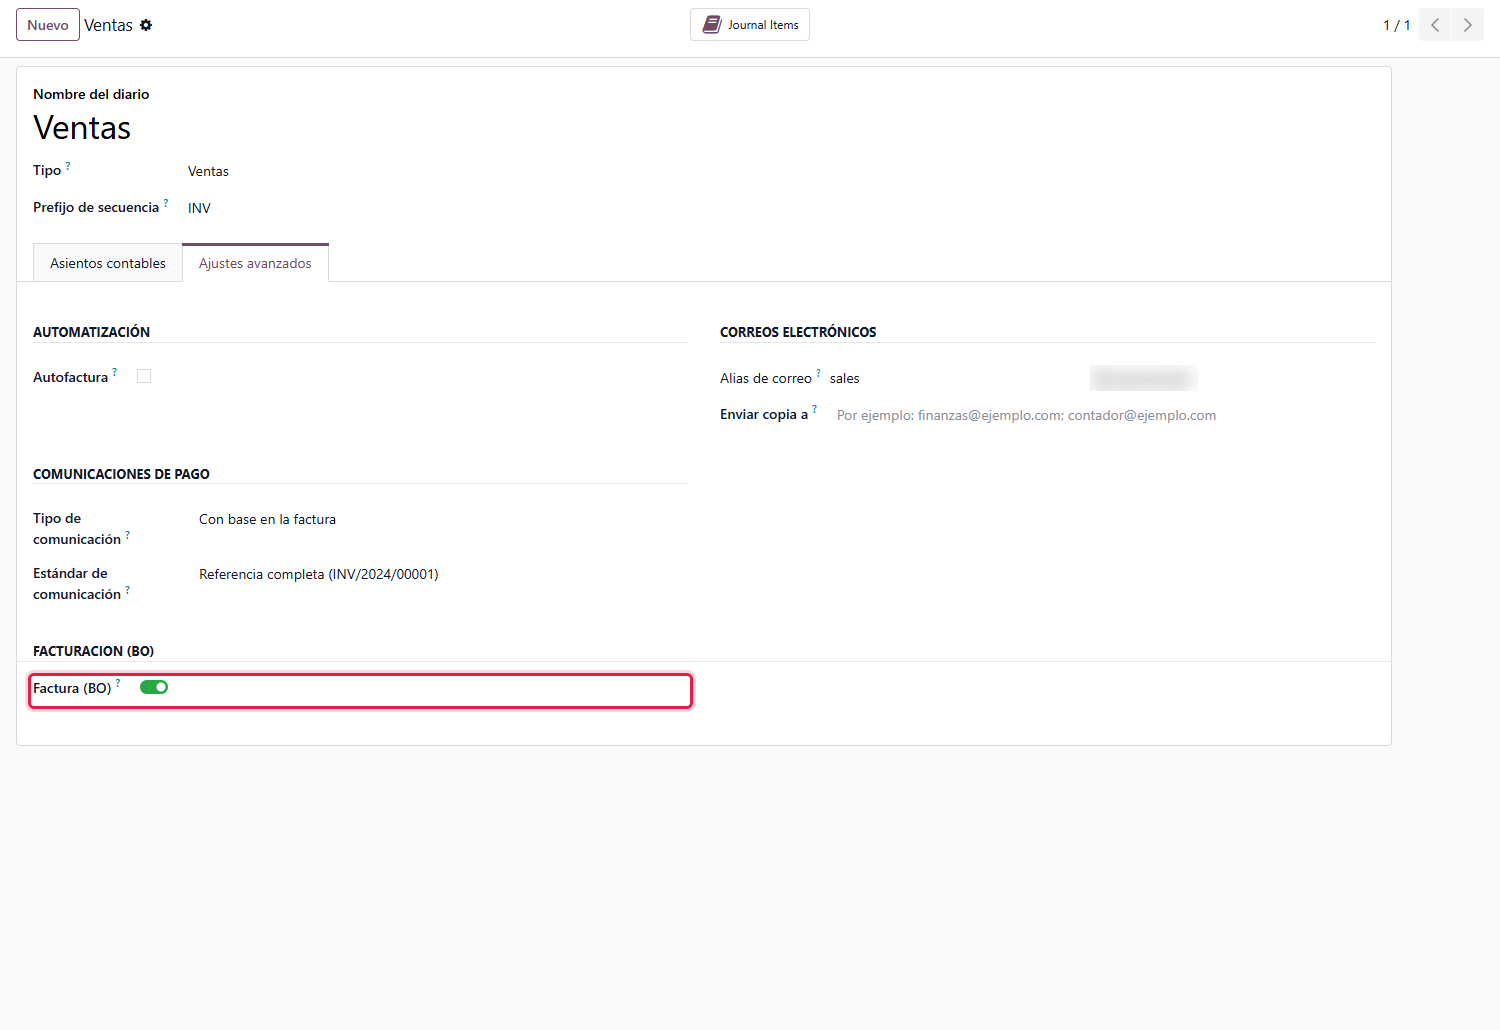 Nuevo
Ventas
Journal Items
1 / 1
Nombre del diario
Ventas
Tipo ?
Ventas
Prefijo de secuencia ?
INV
Asientos contables
Ajustes avanzados
AUTOMATIZACIÓN
Autofactura ?
CORREOS ELECTRÓNICOS
Alias de correo ? sales
Enviar copia a ? Por ejemplo: finanzas@ejemplo.com; contador@ejemplo.com
COMUNICACIONES DE PAGO
Tipo de
comunicación ?
Con base en la factura
Estándar de
comunicación ?
Referencia completa (INV/2024/00001)
FACTURACION (BO)
Factura (BO) ?